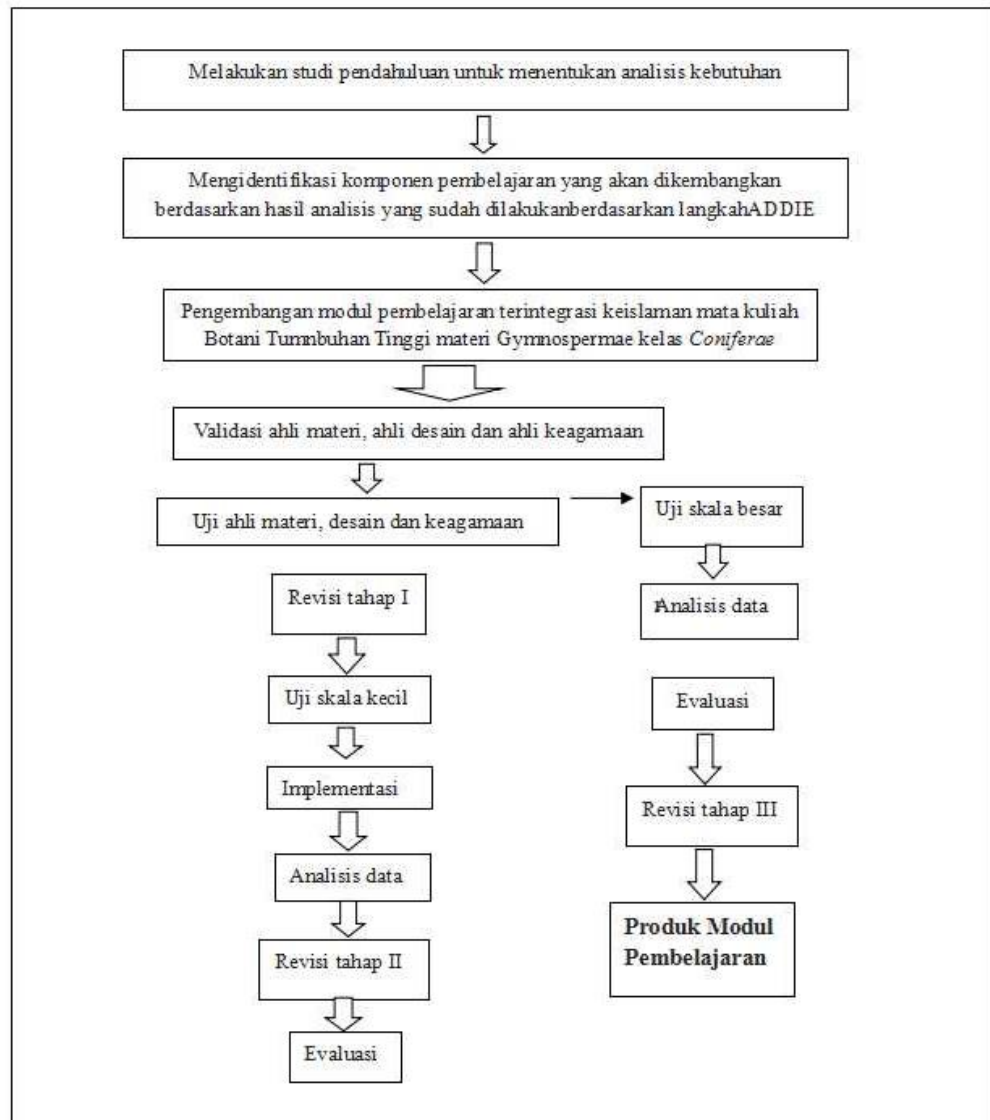 Melakukan studi pendahuluan untuk menentukan analisis kebutuhan
Mengidentifikasi komponen pembelajaran yang akan dikembangkan
berdasarkan hasil analisis yang sudah dilakukanberdasarkan langkahADDIE
Pengembangan modul pembelajaran terintegrasi keislaman mata kuliah
Botani Tumnbuhan Tinggi materi Gymnospermae kelas Coniferae
Validasi ahli materi, ahli desain dan ahli keagamaan
Uji ahli materi, desain dan keagamaan
Revisi tahap I
Uji skala kecil
Implementasi
Analisis data
Revisi tahap II
Evaluasi
Uji skala besar
Analisis data
Evaluasi
Revisi tahap III
Produk Modul
Pembelajaran